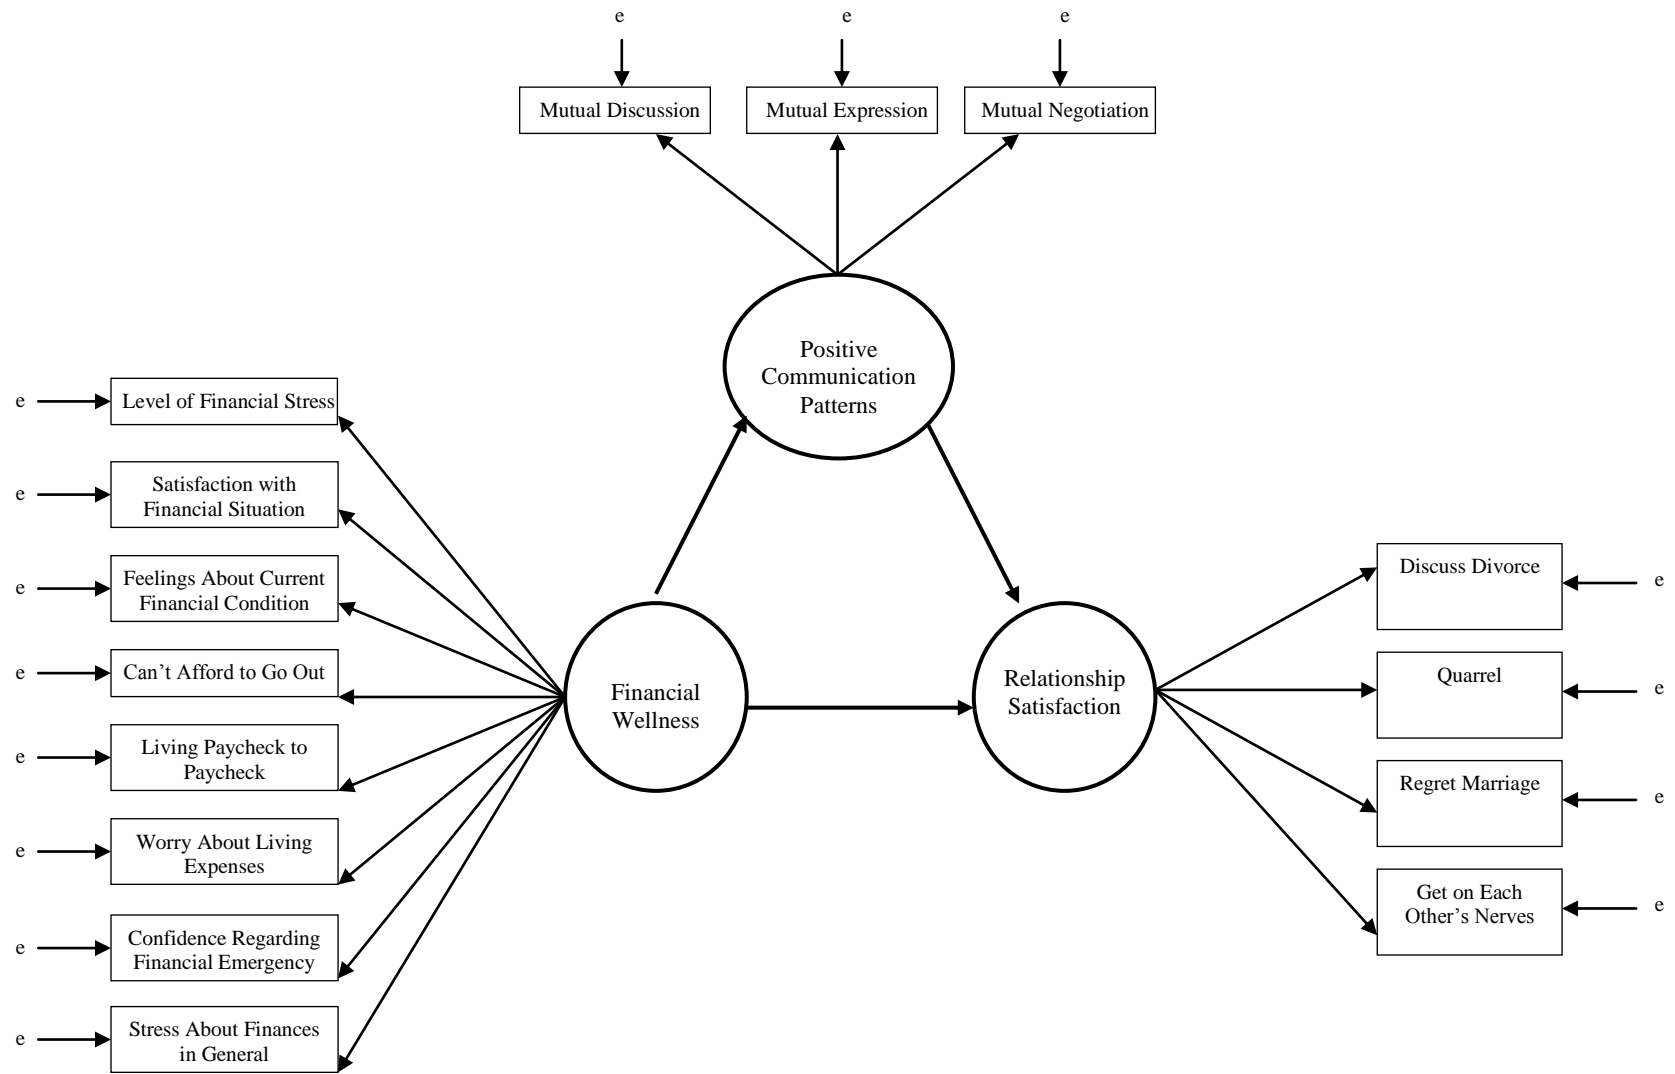 e
e
e
Mutual Discussion
Mutual Expression
Mutual Negotiation
Positive
Communication
Patterns
e
Level of Financial Stress
e
Satisfaction with
Financial Situation
e
Feelings About Current
Financial Condition
e
Can’t Afford to Go Out
e
Living Paycheck to
Paycheck
e
Worry About Living
Expenses
e
Confidence Regarding
Financial Emergency
e
Stress About Finances
in General
Financial
Wellness
Relationship
Satisfaction
Discuss Divorce
e
Quarrel
e
Regret Marriage
e
Get on Each
Other’s Nerves
e